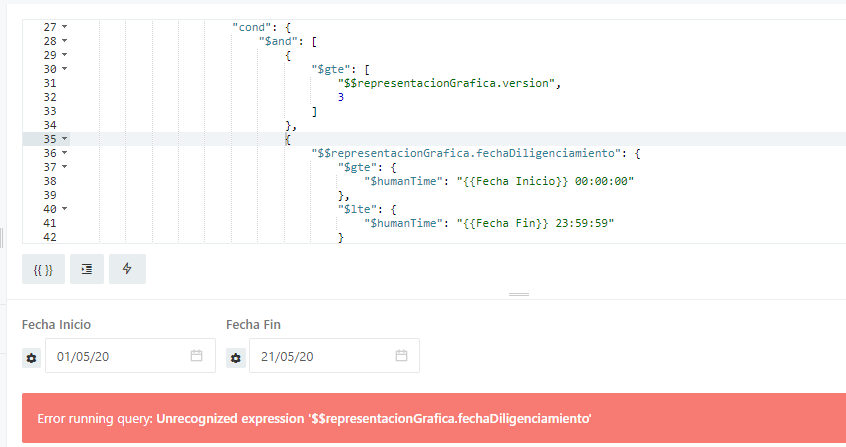 27 "cond": {
28 "$and": [
29 {
30 "$gte": [
31 "$$representacionGrafica.version",
32 3
33 ]
34 },
35 {
36 "$$representacionGrafica.fechaDiligenciamiento": {
37 "$gte": {
38 "$humanTime": "{{Fecha Inicio}} 00:00:00"
39 },
40 "$lte": {
41 "$humanTime": "{{Fecha Fin}} 23:59:59"
42 }
{{ }}
Fecha Inicio Fecha Fin
01/05/20 21/05/20
Error running query: Unrecognized expression '$$representacionGrafica.fechaDiligenciamiento'